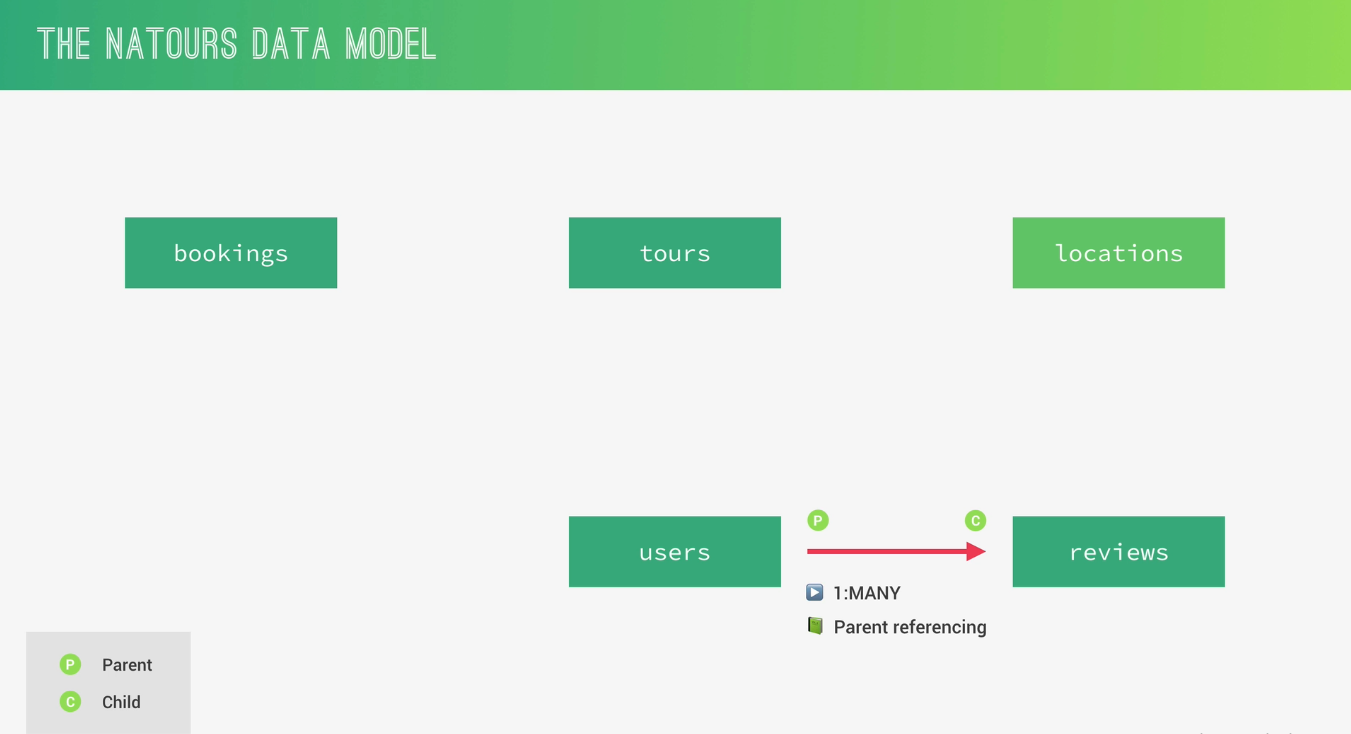 THE NATOURS DATA MODEL
bookings
tours
locations
users
P
C
reviews
1:MANY
Parent referencing
P Parent
C Child